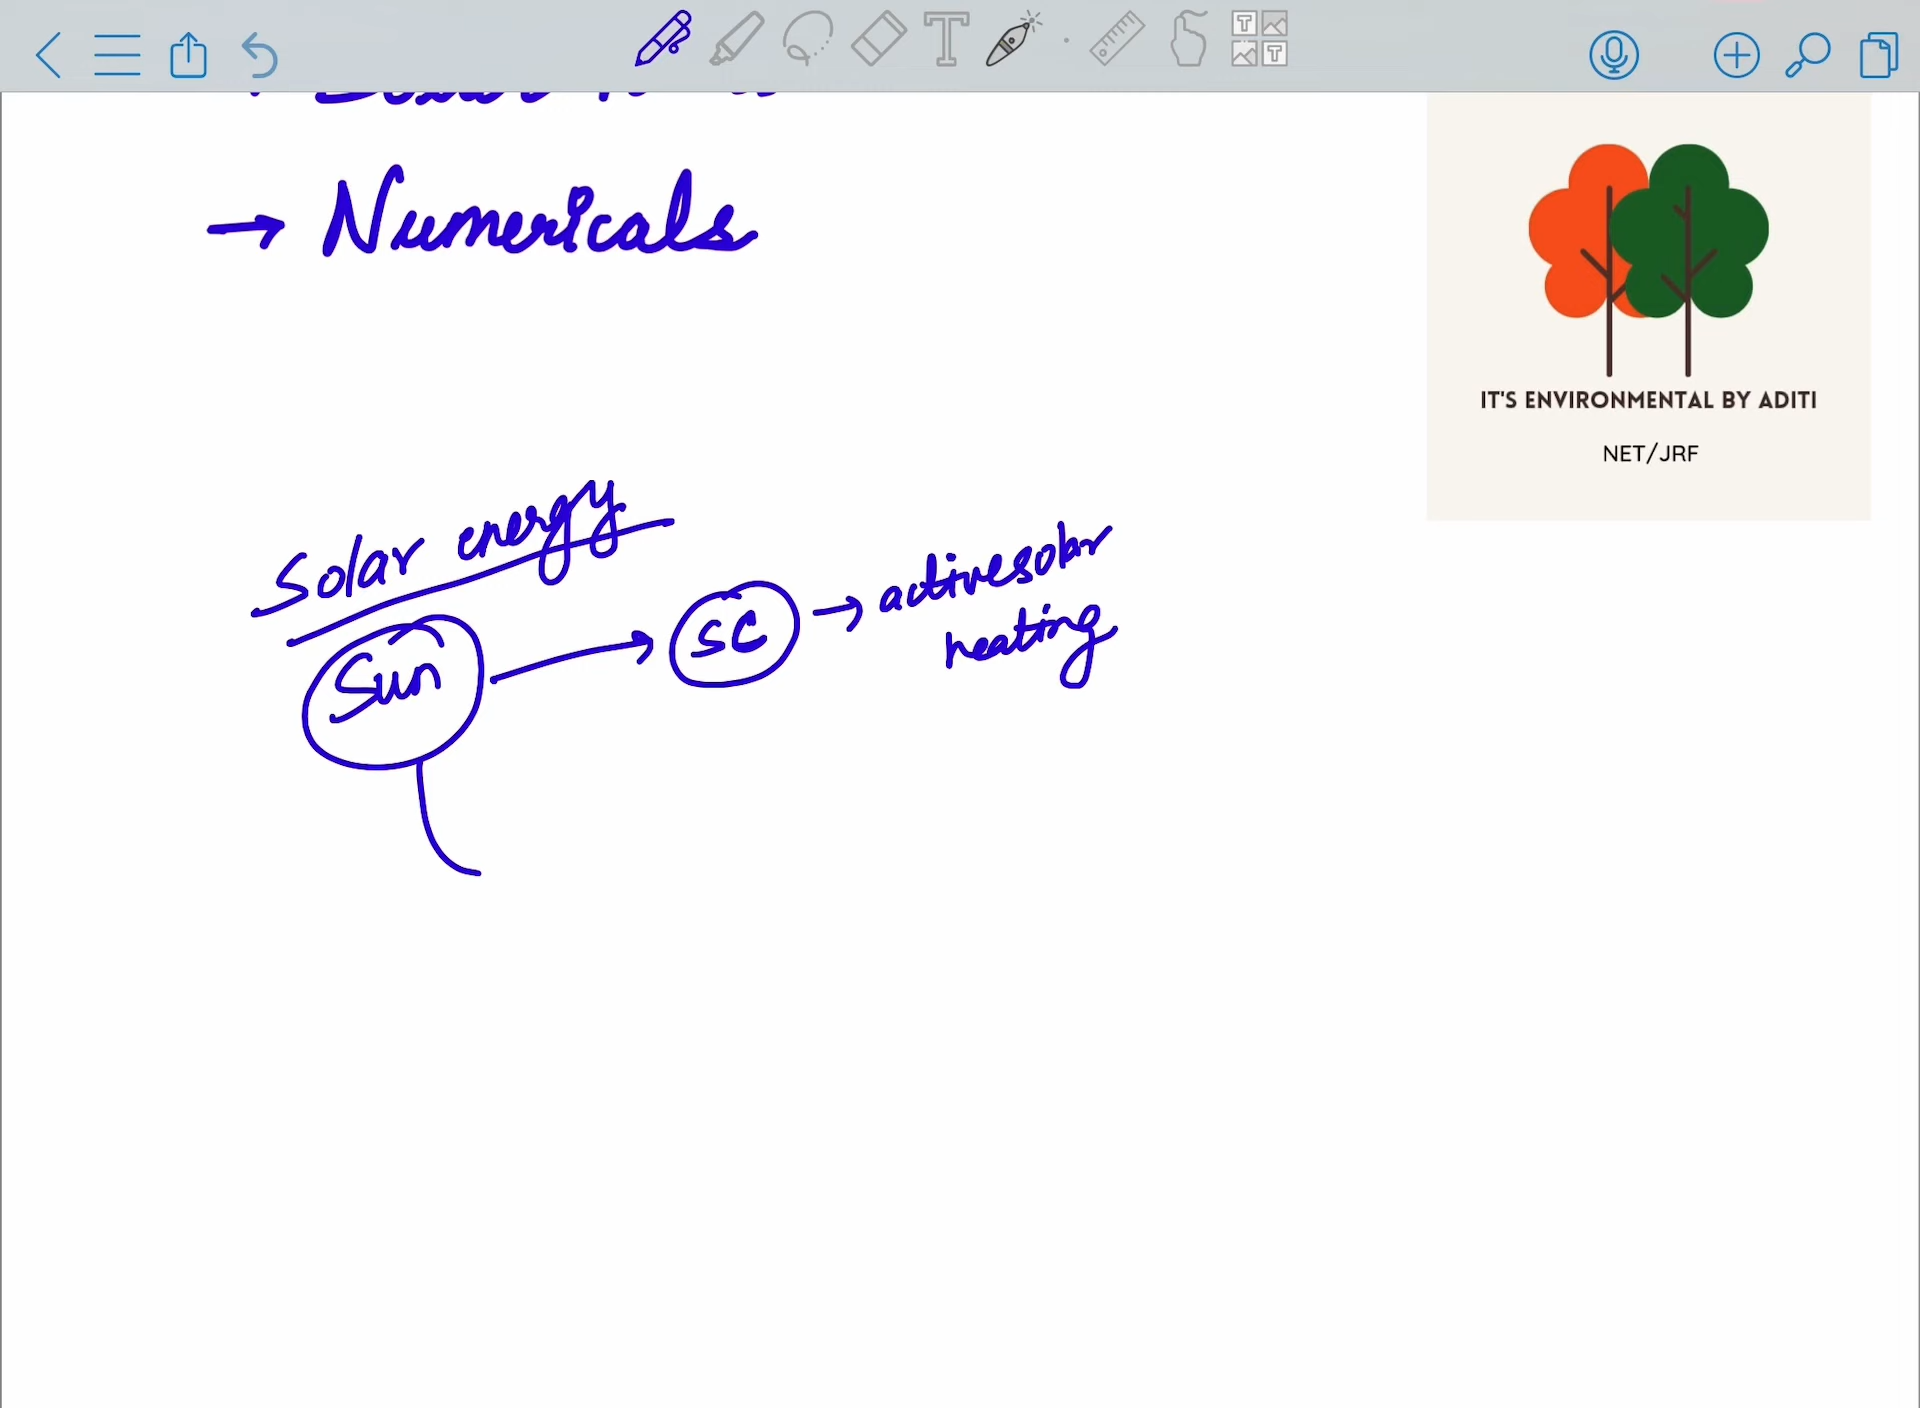 → Numericals
IT'S ENVIRONMENTAL BY ADITI
NET/JRF
Solar energy
Sun → SC → active solar
heating